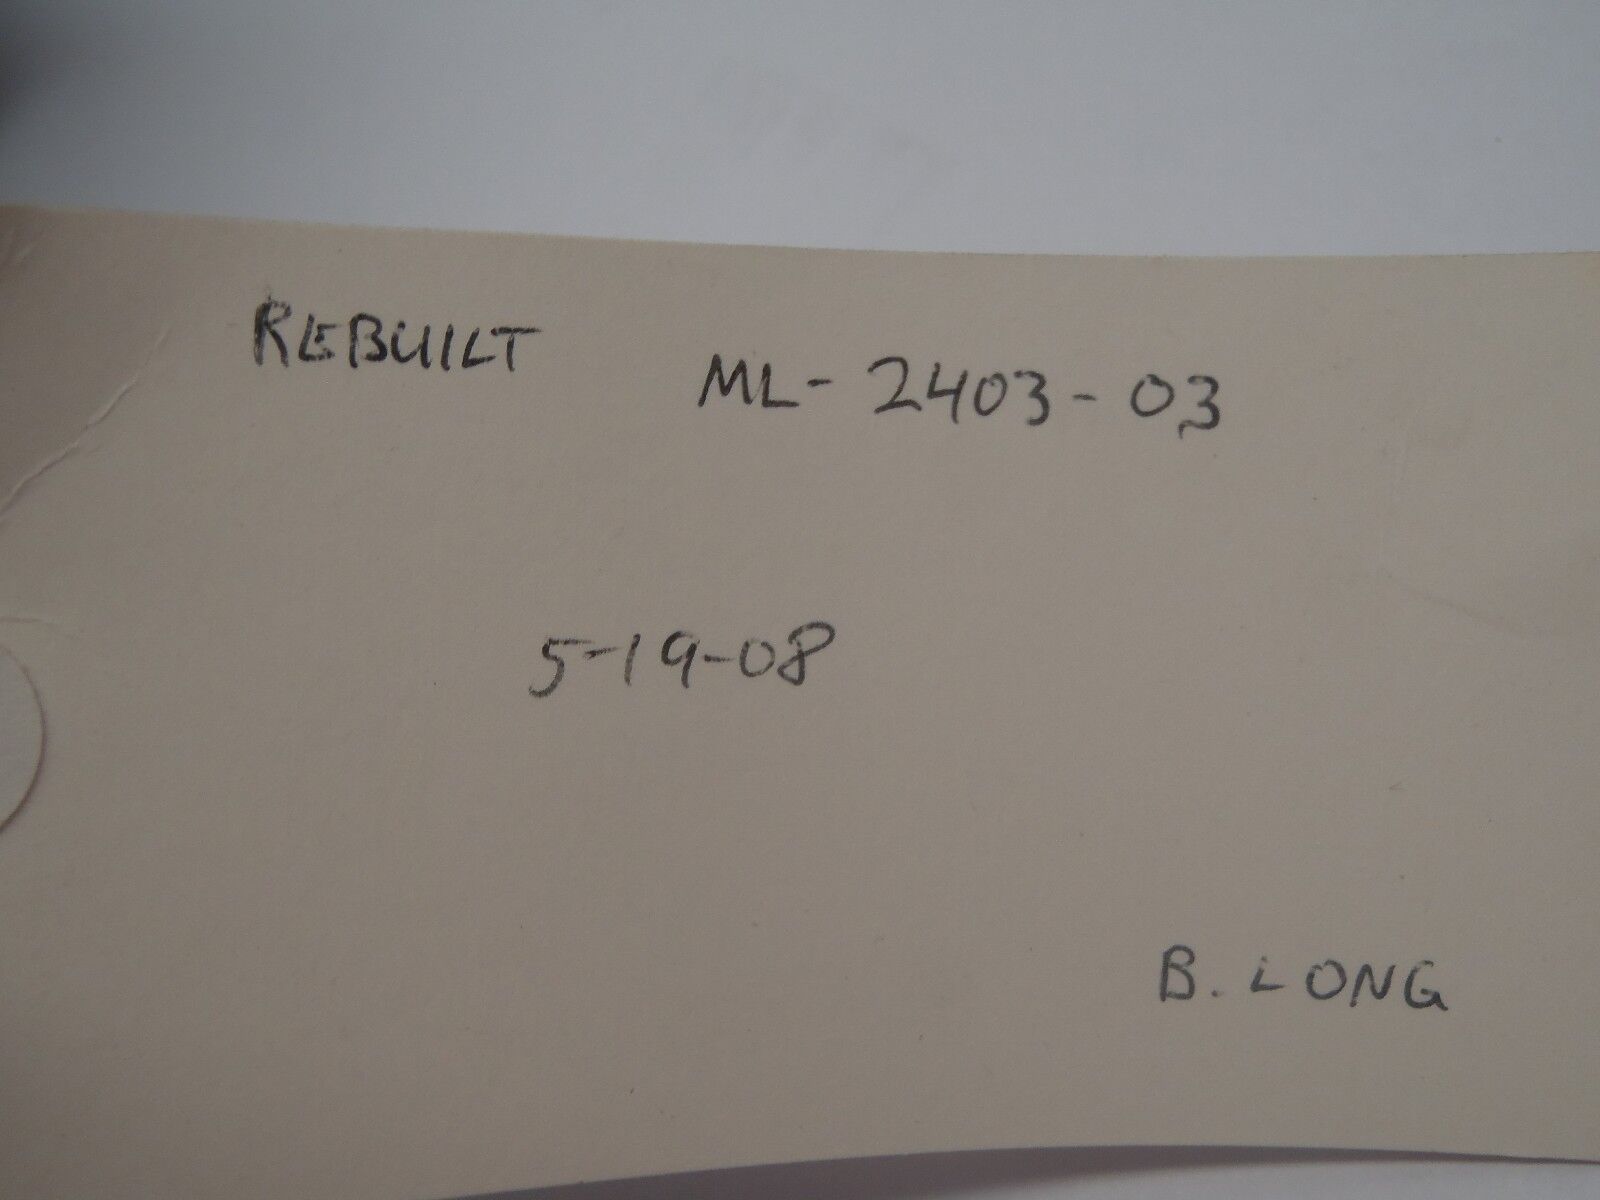 REBUILT ML-2403-03
5-19-08
B. LONG